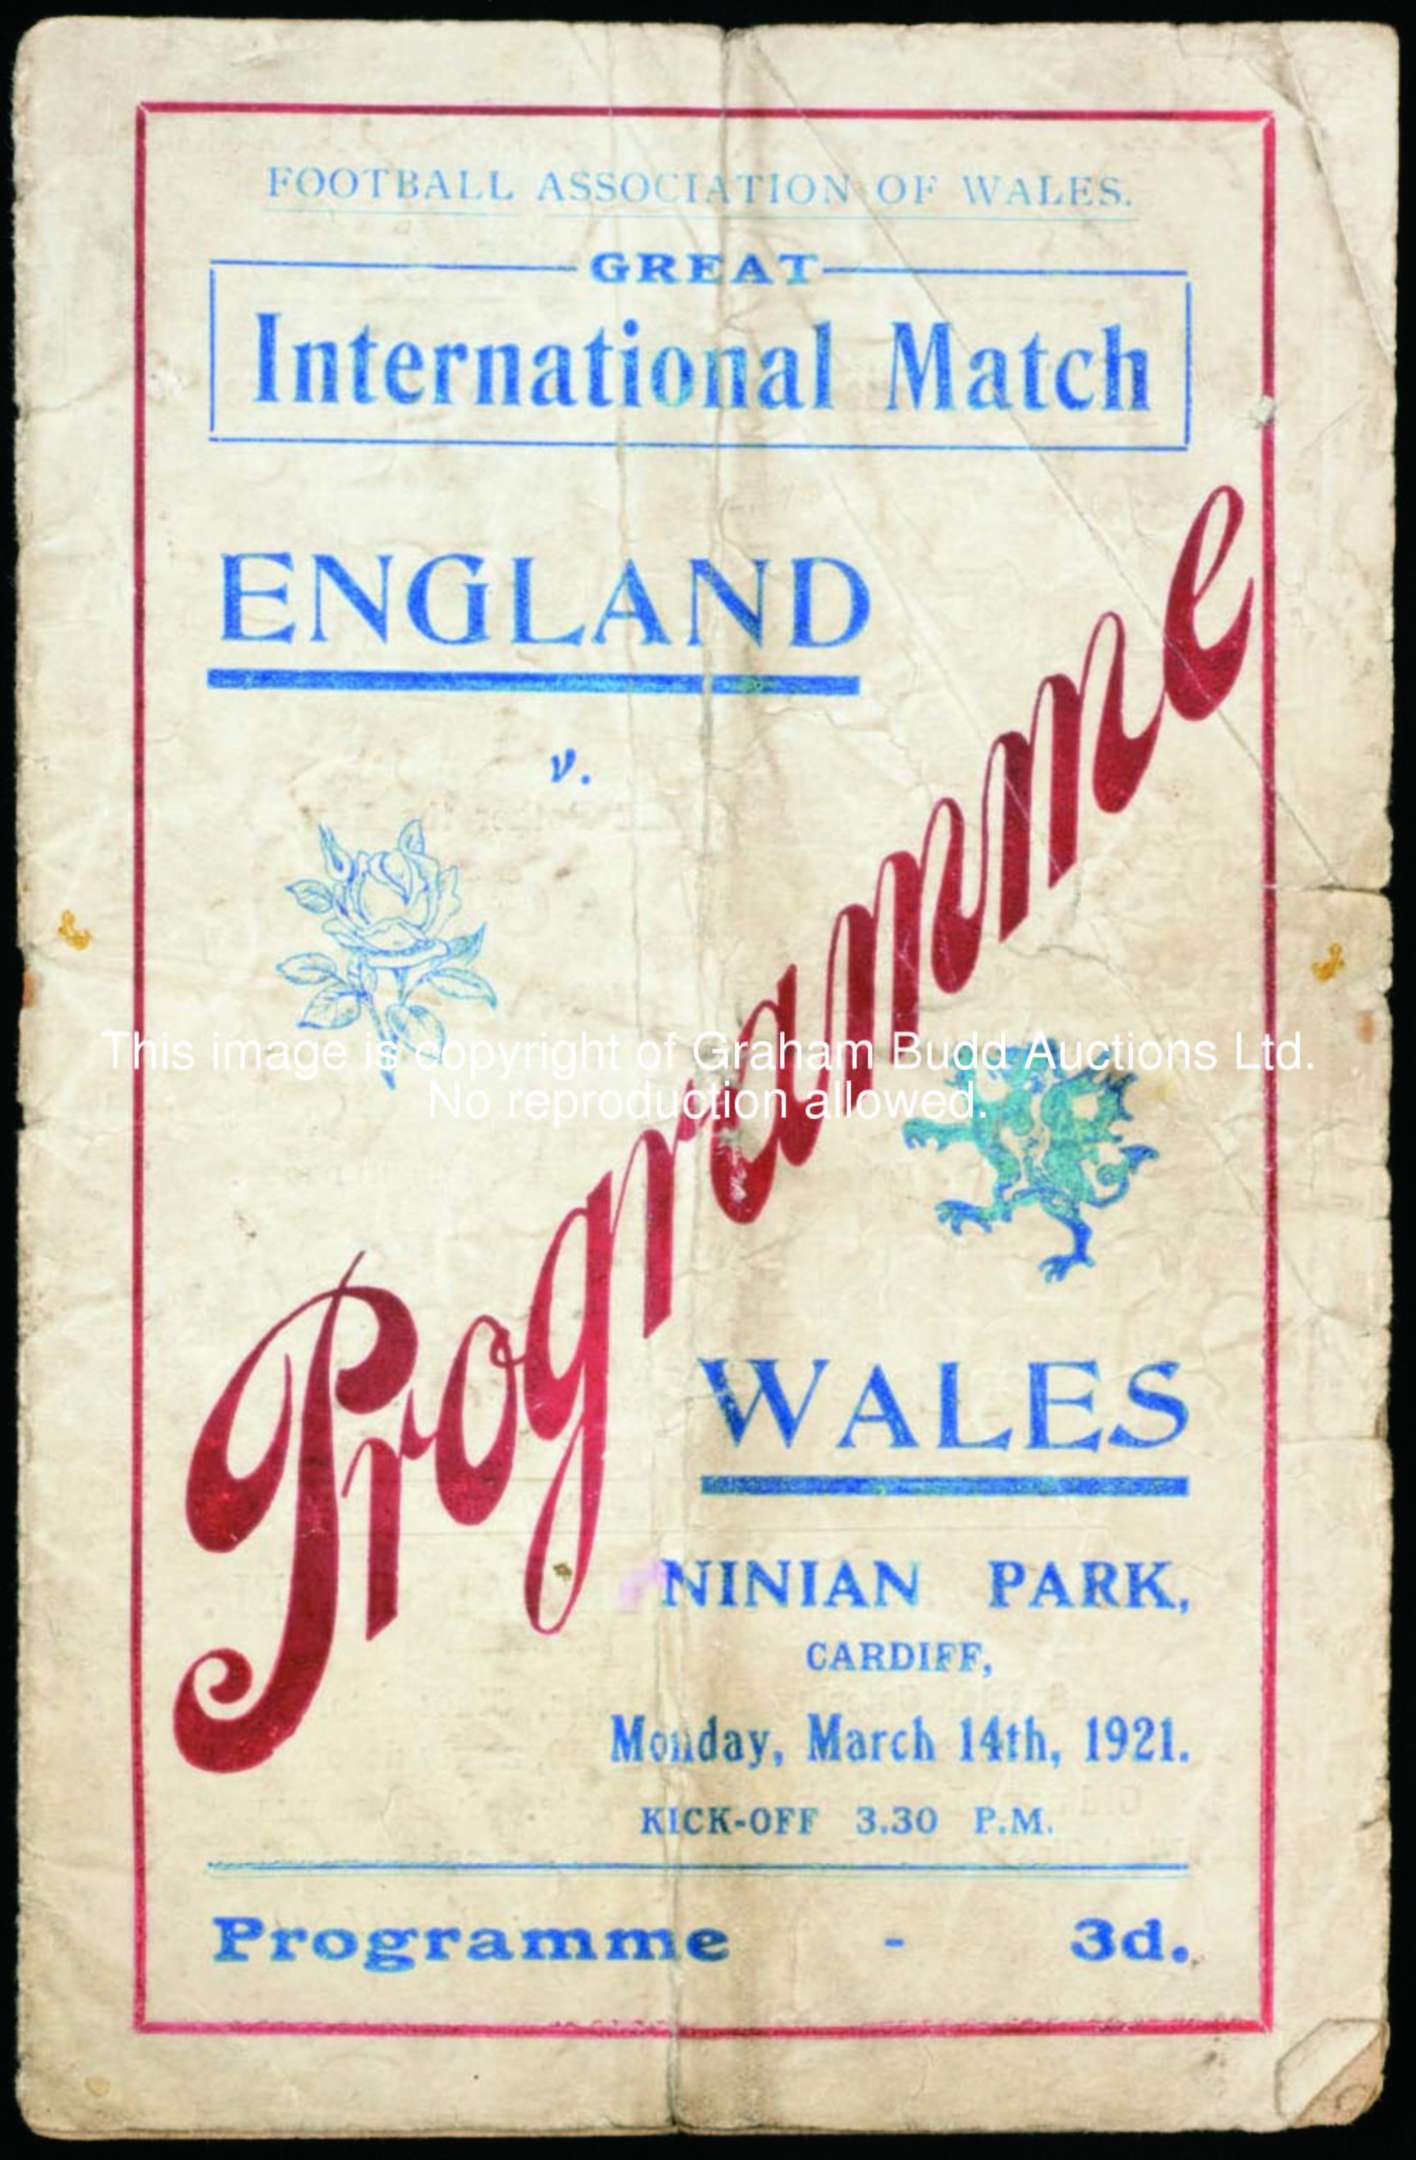 FOOTBALL ASSOCIATION OF WALES.
GREAT
International Match
ENGLAND
v.
Programme
This image is copyright of Graham Budd Auctions Ltd.
No reproduction allowed.
WALES
NINIAN PARK,
CARDIFF,
Monday, March 14th, 1921.
KICK-OFF 3.30 P.M.
Programme - 3d.